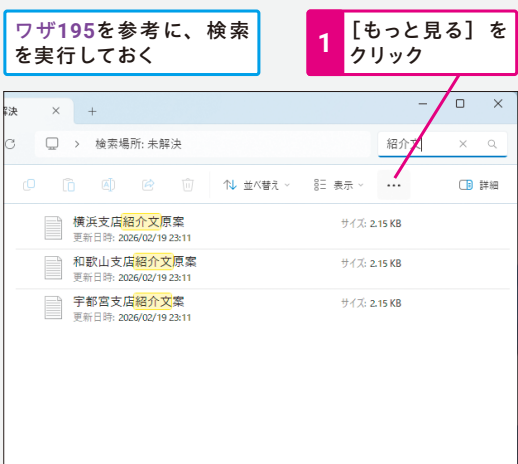 ワザ195を参考に、検索
を実行しておく
1 [もっと見る] を
クリック
解決
検索場所: 未解決
紹介文
並べ替え
表示
詳細
横浜支店紹介文原案
更新日時: 2026/02/19 23:11
サイズ: 2.15 KB
和歌山支店紹介文原案
更新日時: 2026/02/19 23:11
サイズ: 2.15 KB
宇都宮支店紹介文案
更新日時: 2026/02/19 23:11
サイズ: 2.15 KB